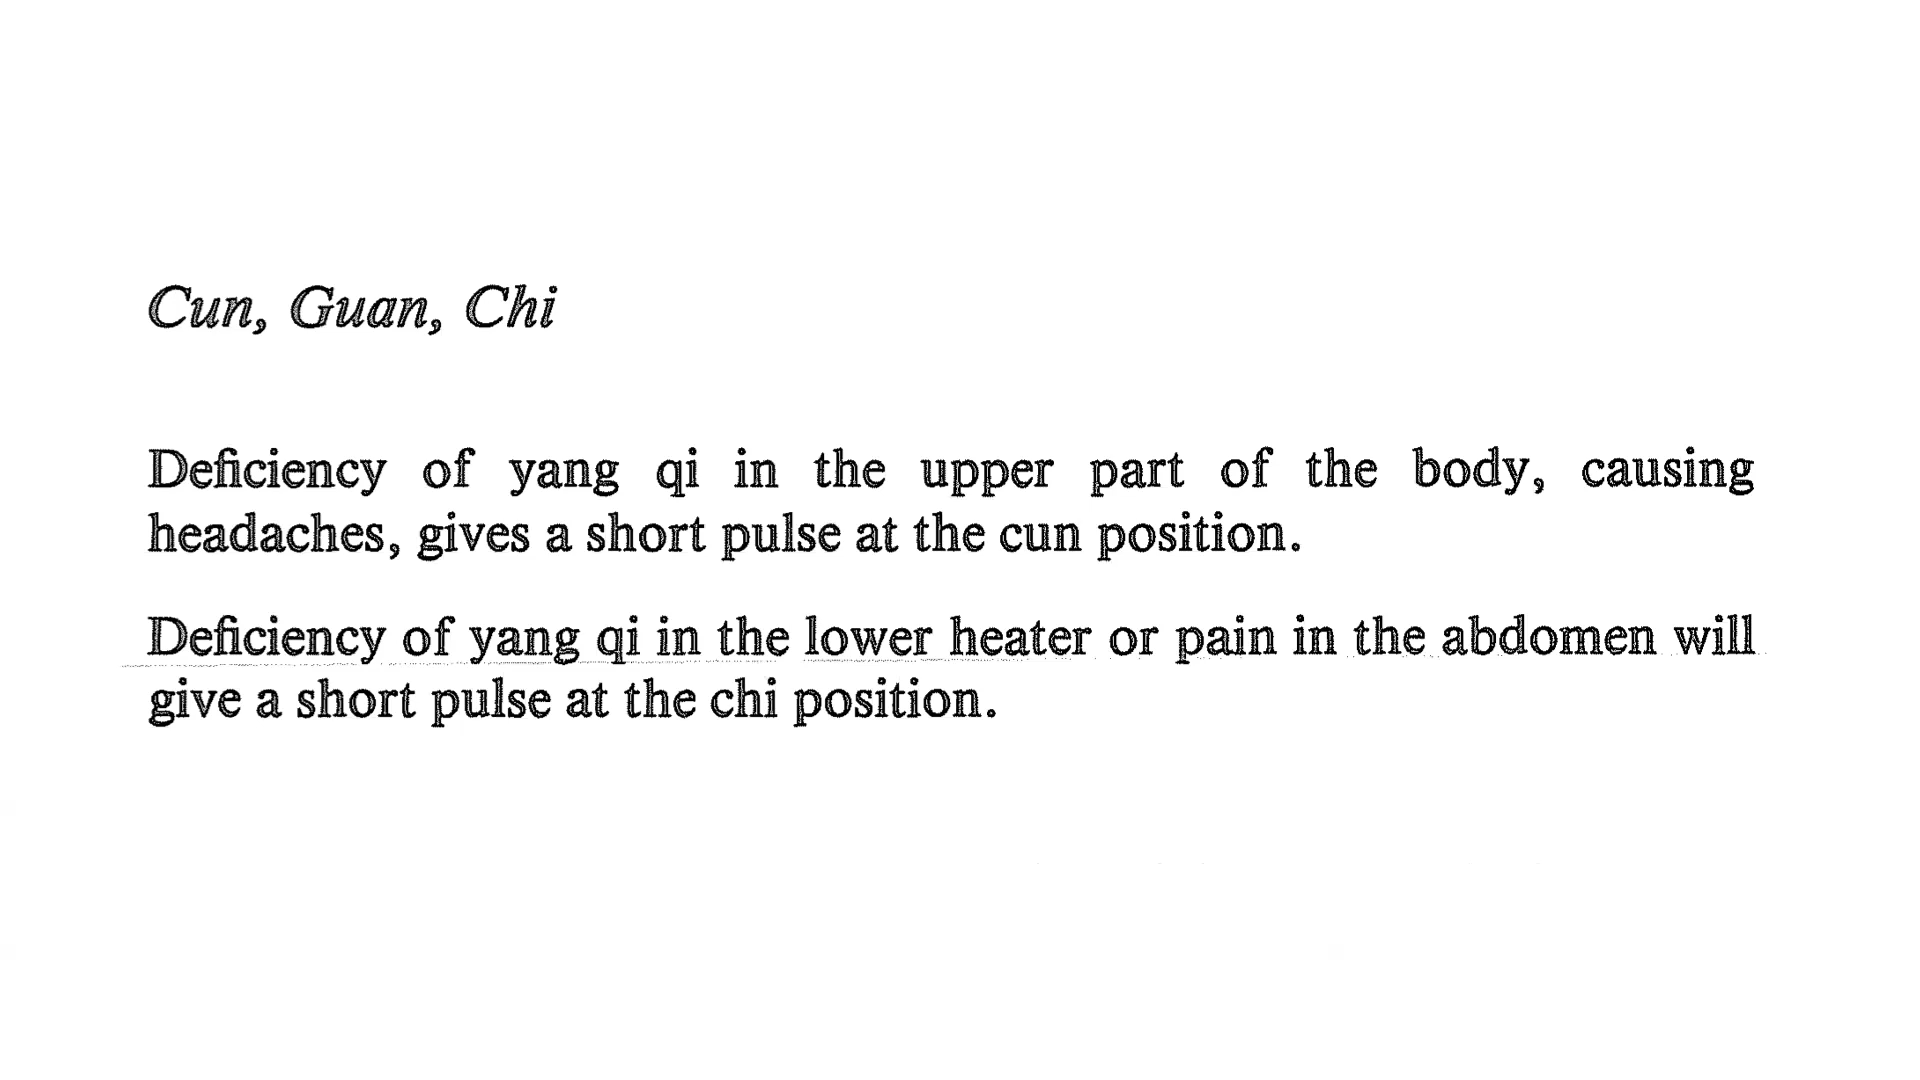 Cun, Guan, Chi
Deficiency of yang qi in the upper part of the body, causing
headaches, gives a short pulse at the cun position.
Deficiency of yang qi in the lower heater or pain in the abdomen will
give a short pulse at the chi position.